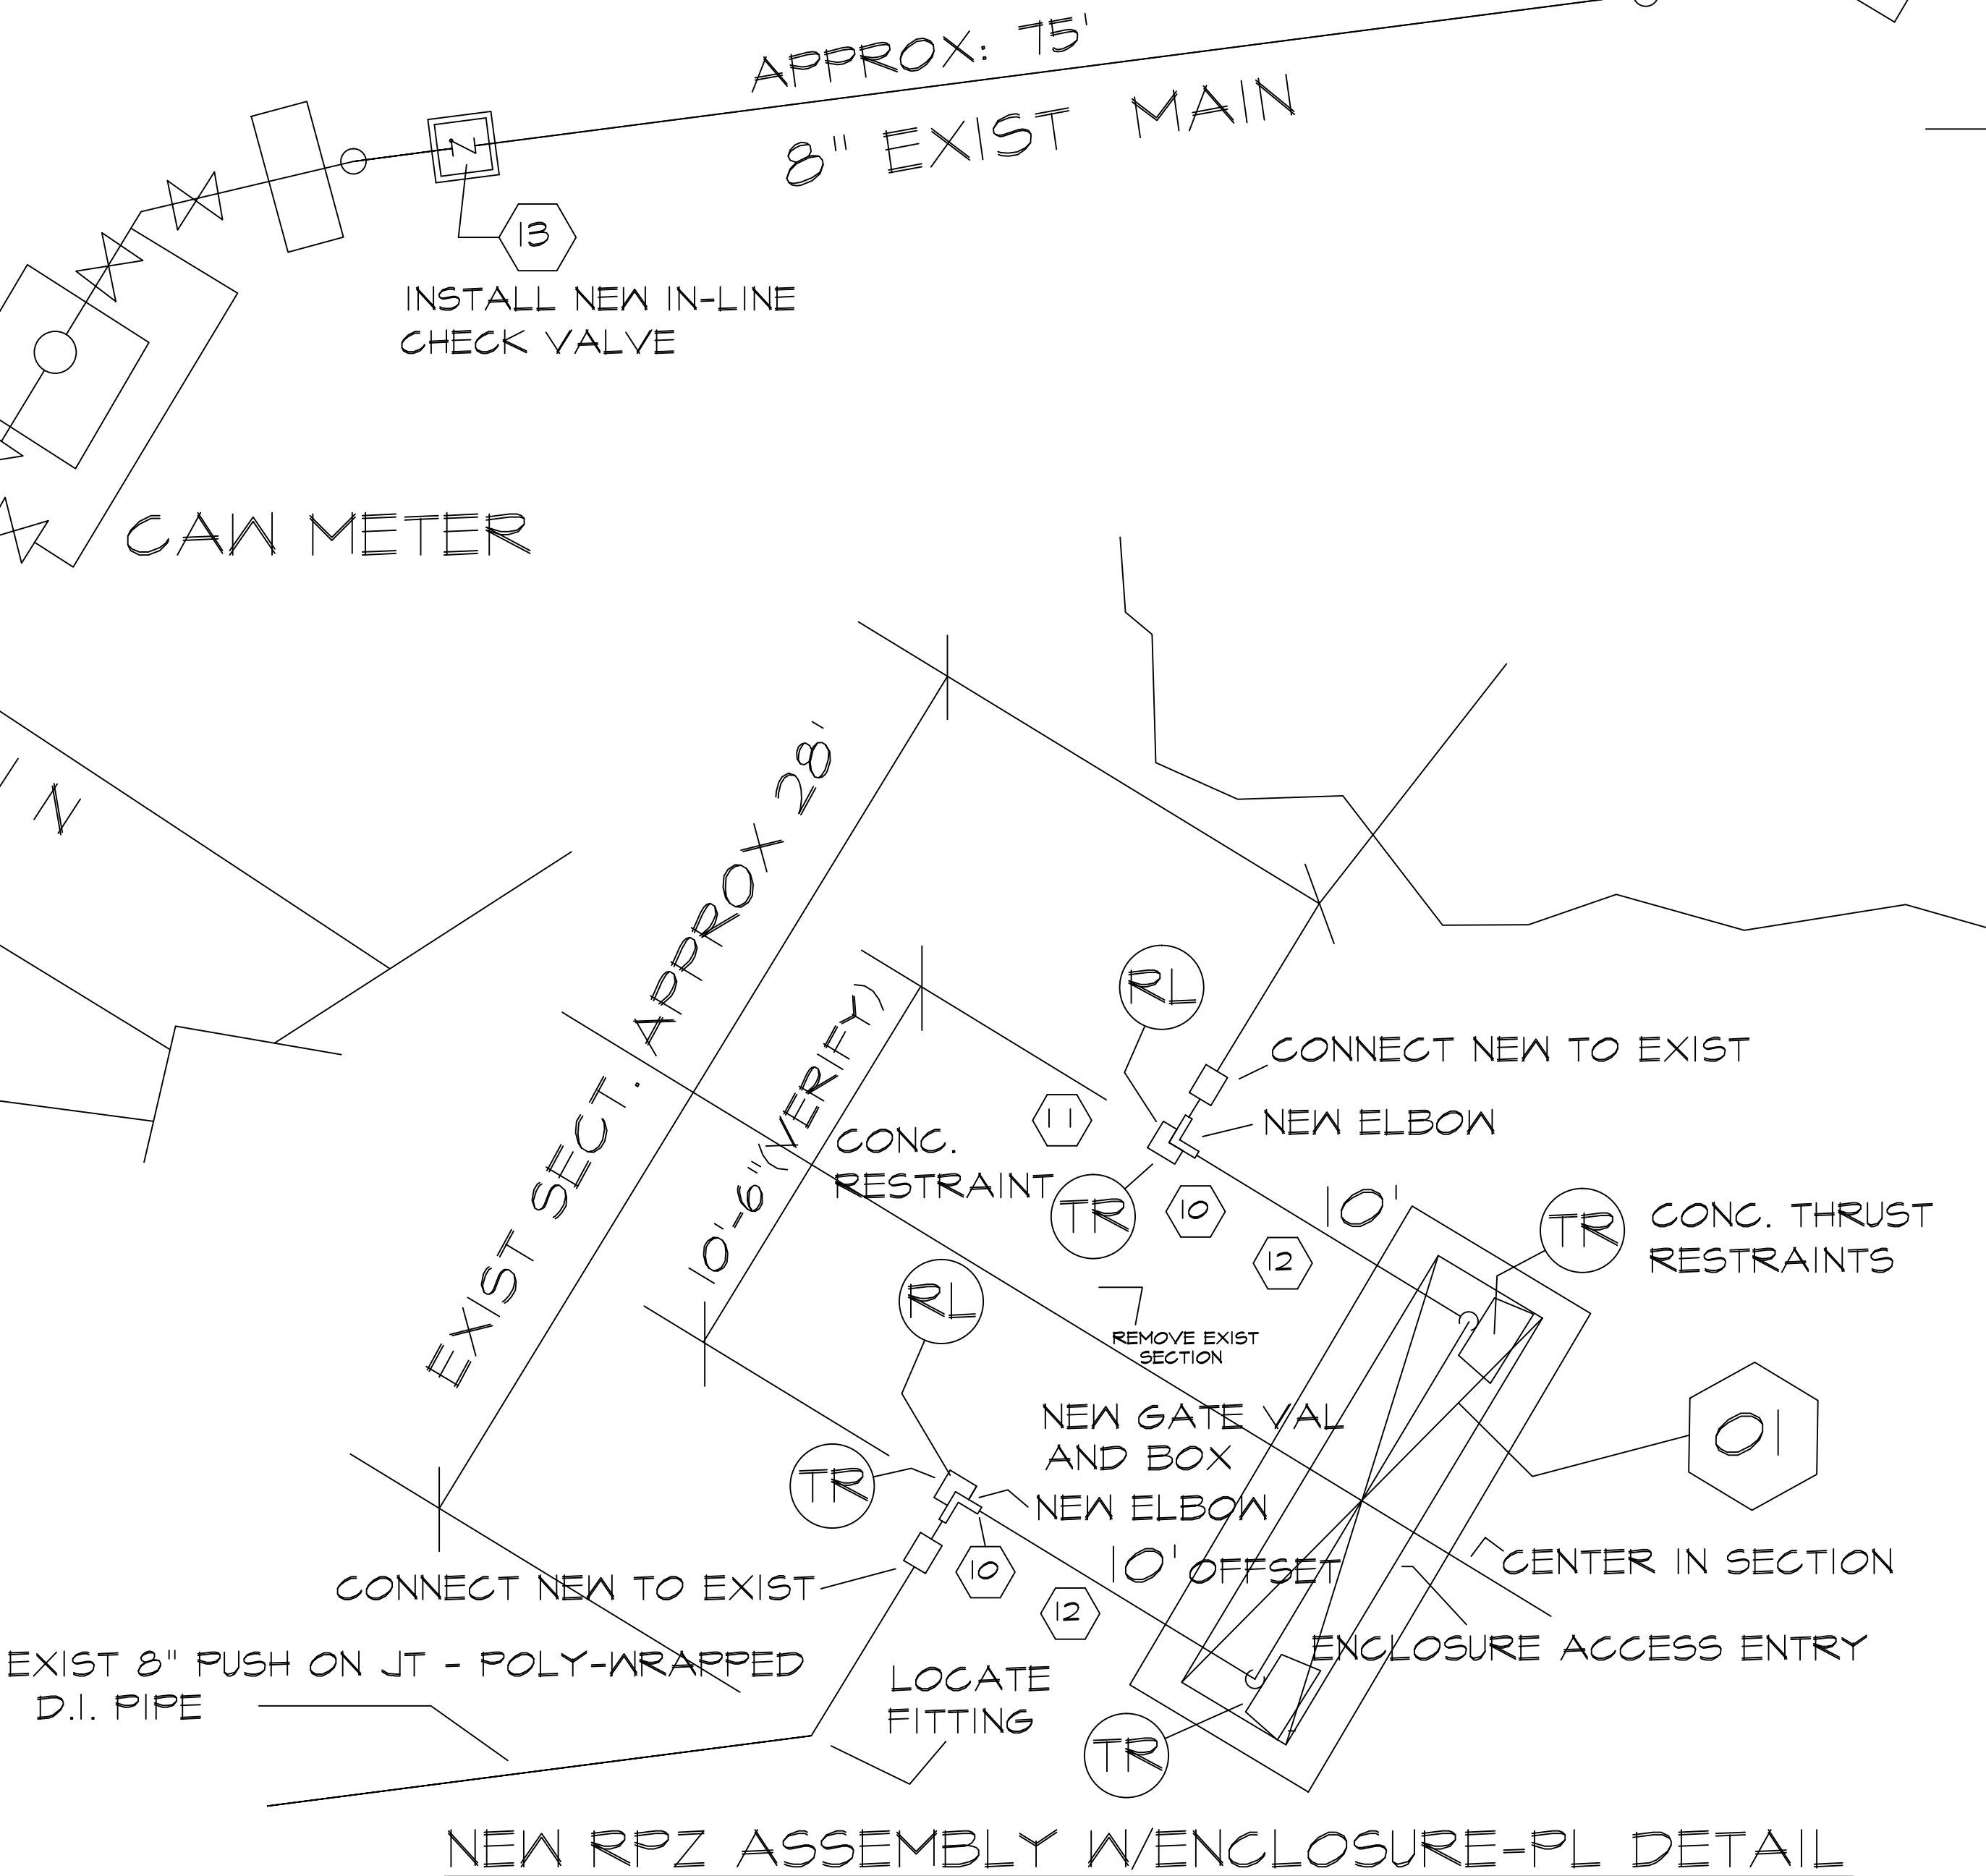 APPROX: 75'
8" EXIST MAIN
13
INSTALL NEW IN-LINE
CHECK VALVE
CAW METER
N
EXIST SECT. APPROX 28'
10'-6"(VERIFY)
RL
CONNECT NEW TO EXIST
11
NEW ELBOW
CONC.
RESTRAINT
TR
10
10'
12
TR
CONC. THRUST
RESTRAINTS
RL
REMOVE EXIST
SECTION
NEW GATE VAL
AND BOX
01
TR
NEW ELBOW
10
10' OFFSET
CENTER IN SECTION
CONNECT NEW TO EXIST
12
ENCLOSURE ACCESS ENTRY
EXIST 8" PUSH ON JT - POLY-WRAPPED
D.I. PIPE
LOCATE
FITTING
TR
NEW RPZ ASSEMBLY W/ENCLOSURE-PL DETAIL